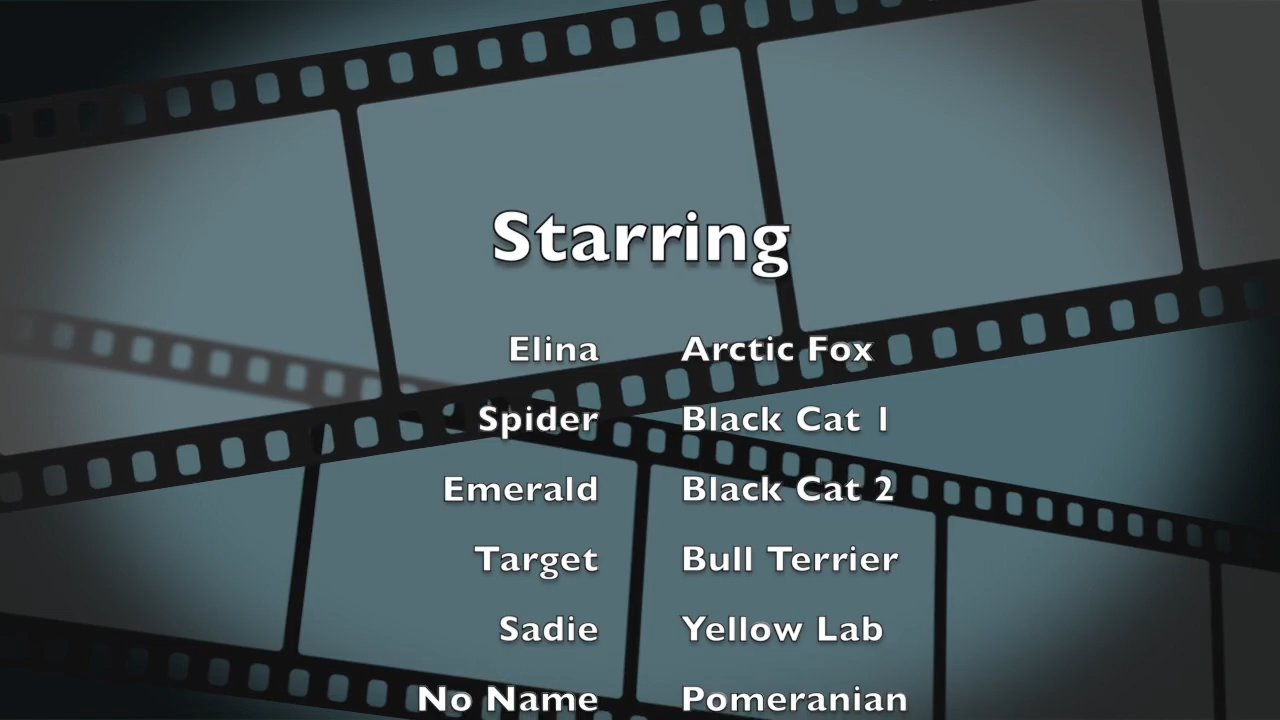 Starring
Elina Arctic Fox
Spider Black Cat 1
Emerald Black Cat 2
Target Bull Terrier
Sadie Yellow Lab
No Name Pomeranian